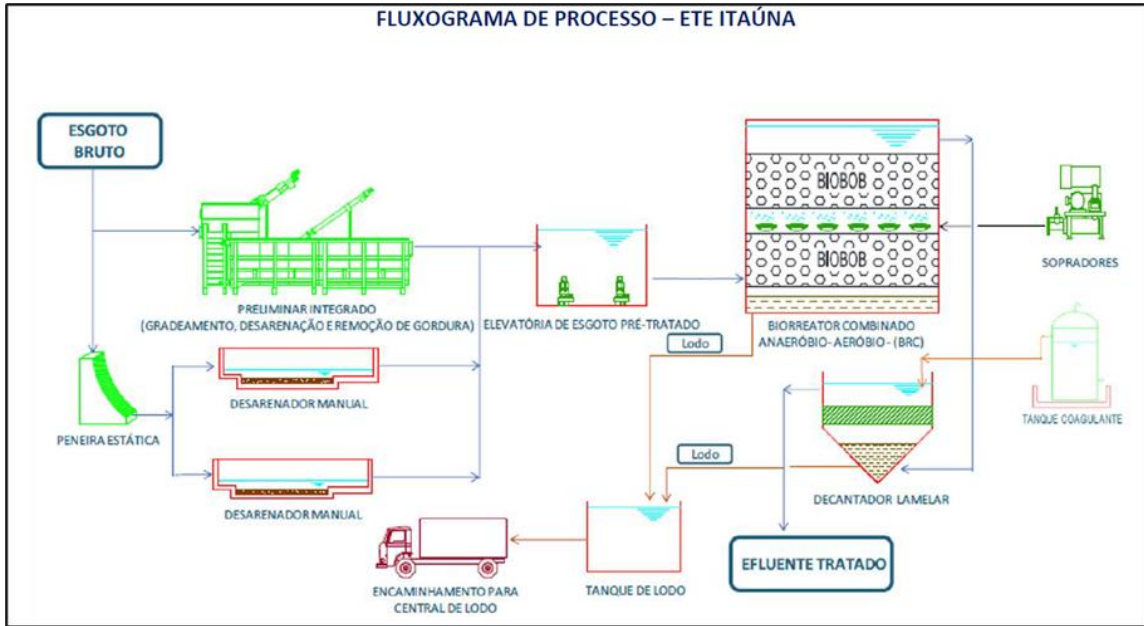 FLUXOGRAMA DE PROCESSO – ETE ITAÚNA
ESGOTO
BRUTO
PRELIMINAR INTEGRADO
(GRADEAMENTO, DESARENAÇÃO E REMOÇÃO DE GORDURA)
ELEVATÓRIA DE ESGOTO PRÉ-TRATADO
BIOBOB
BIOBOB
BIORREATOR COMBINADO
ANAERÓBIO- AERÓBIO - (BRC)
SOPRADORES
PENEIRA ESTÁTICA
DESARENADOR MANUAL
DESARENADOR MANUAL
Lodo
Lodo
TANQUE COAGULANTE
DECANTADOR LAMELAR
EFLUENTE TRATADO
TANQUE DE LODO
ENCAMINHAMENTO PARA
CENTRAL DE LODO